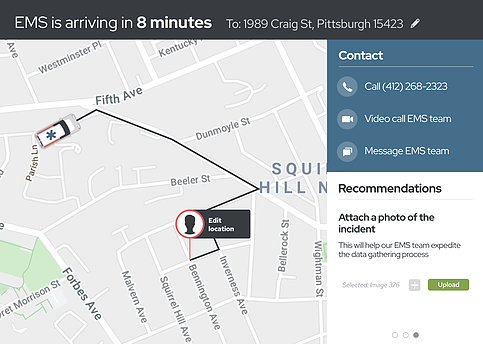 EMS is arriving in 8 minutes
To: 1989 Craig St, Pittsburgh 15423
Westminster Pl
Kentucky
Fifth Ave
Dunmoyle St
Parish Ln
Beeler St
SQUI
HILL N
Edit
location
Forbes Ave
Malvern Ave
Squirrel Hill Ave
Bennington Ave
Inverness Ave
Bellerock St
Wightman St
ret Morrison St
Contact
Call (412) 268-2323
Video call EMS team
Message EMS team
Recommendations
Attach a photo of the
incident
This will help our EMS team expedite
the data gathering process
Selected: Image 376
Upload